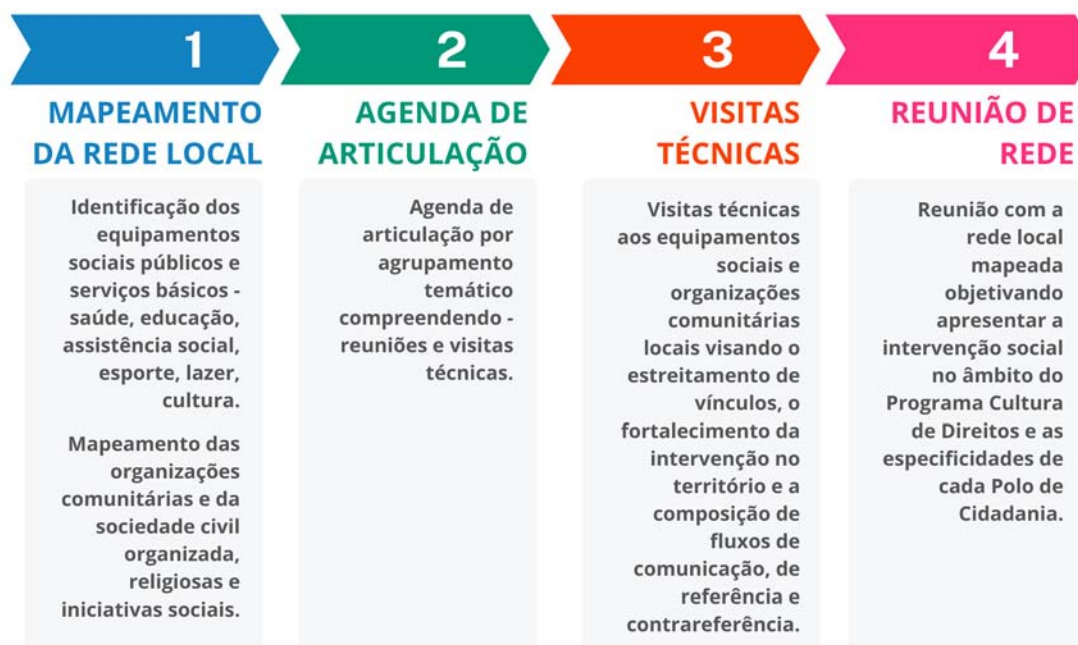 1
MAPEAMENTO
DA REDE LOCAL
Identificação dos
equipamentos
sociais públicos e
serviços básicos -
saúde, educação,
assistência social,
esporte, lazer,
cultura.
Mapeamento das
organizações
comunitárias e da
sociedade civil
organizada,
religiosas e
iniciativas sociais.
2
AGENDA DE
ARTICULAÇÃO
Agenda de
articulação por
agrupamento
temático
compreendendo -
reuniões e visitas
técnicas.
3
VISITAS
TÉCNICAS
Visitas técnicas
aos equipamentos
sociais e
organizações
comunitárias
locais visando o
estreitamento de
vínculos, o
fortalecimento da
intervenção no
território e a
composição de
fluxos de
comunicação, de
referência e
contrareferência.
4
REUNIÃO DE
REDE
Reunião com a
rede local
mapeada
objetivando
apresentar a
intervenção social
no âmbito do
Programa Cultura
de Direitos e as
especificidades de
cada Polo de
Cidadania.